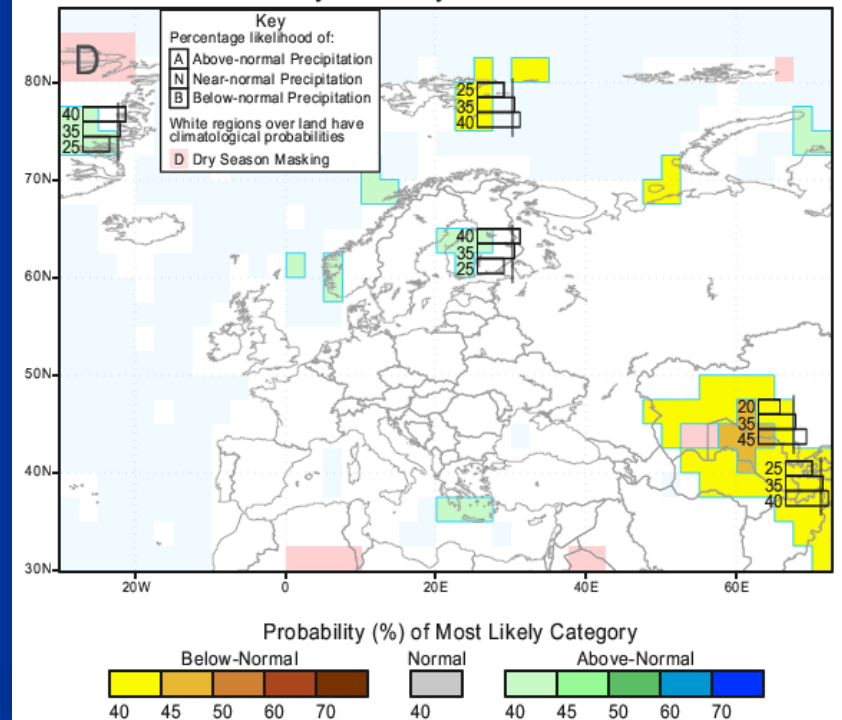 Key
Percentage likelihood of:
A Above-normal Precipitation
N Near-normal Precipitation
B Below-normal Precipitation
White regions over land have
climatological probabilities
D Dry Season Masking
D
80N
40
35
25
25
35
40
70N
40
35
25
60N
50N
20
35
45
40N
25
35
40
30N
20W 0 20E 40E 60E
Probability (%) of Most Likely Category
Below-Normal Normal Above-Normal
40 45 50 60 70 40 40 45 50 60 70